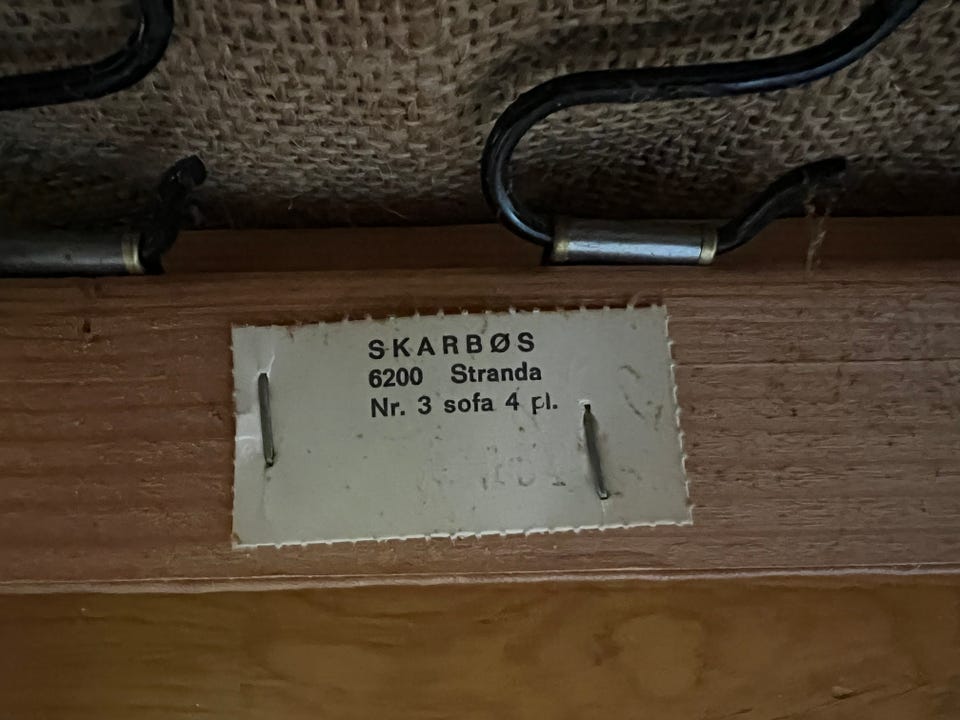 SKARBØS
6200 Stranda
Nr. 3 sofa 4 pl.